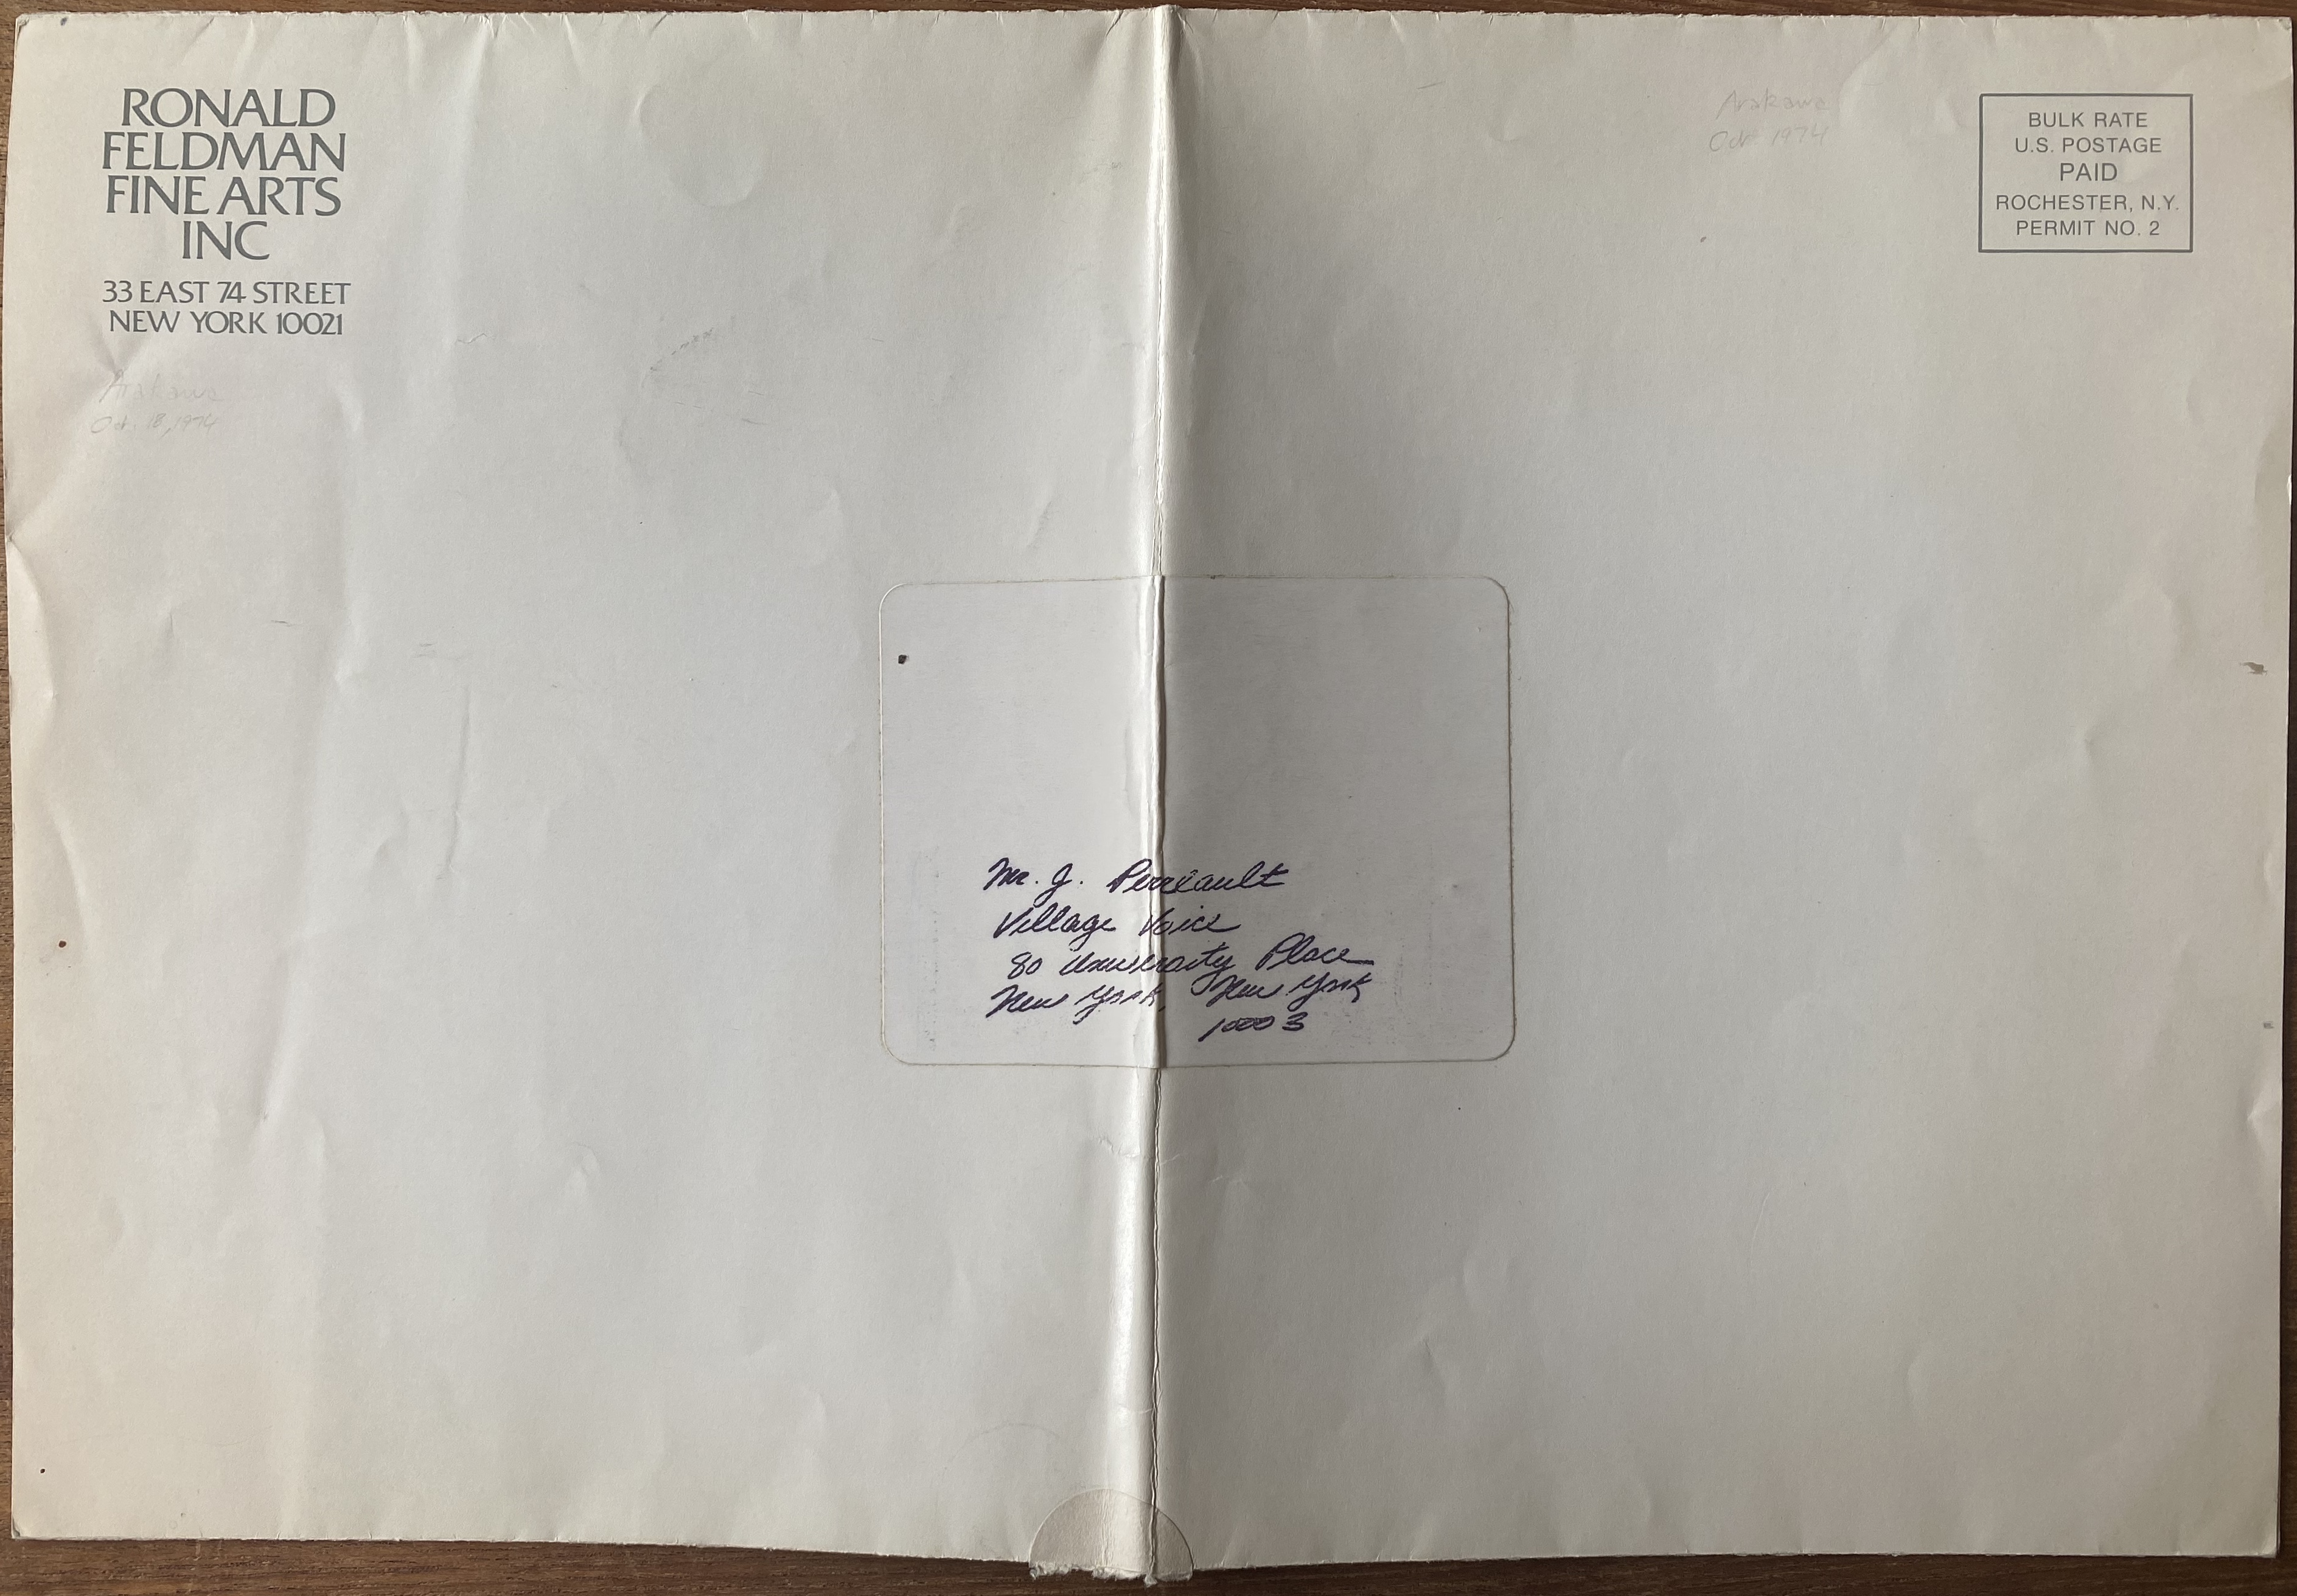 RONALD
FELDMAN
FINE ARTS
INC
33 EAST 74 STREET
NEW YORK 10021
Arakawa
Oct. 18, 1974
Arakawa
Oct 1974
BULK RATE
U.S. POSTAGE
PAID
ROCHESTER, N.Y.
PERMIT NO. 2
Mr. J. Perreault
Village Voice
80 University Place
New York, New York
10003